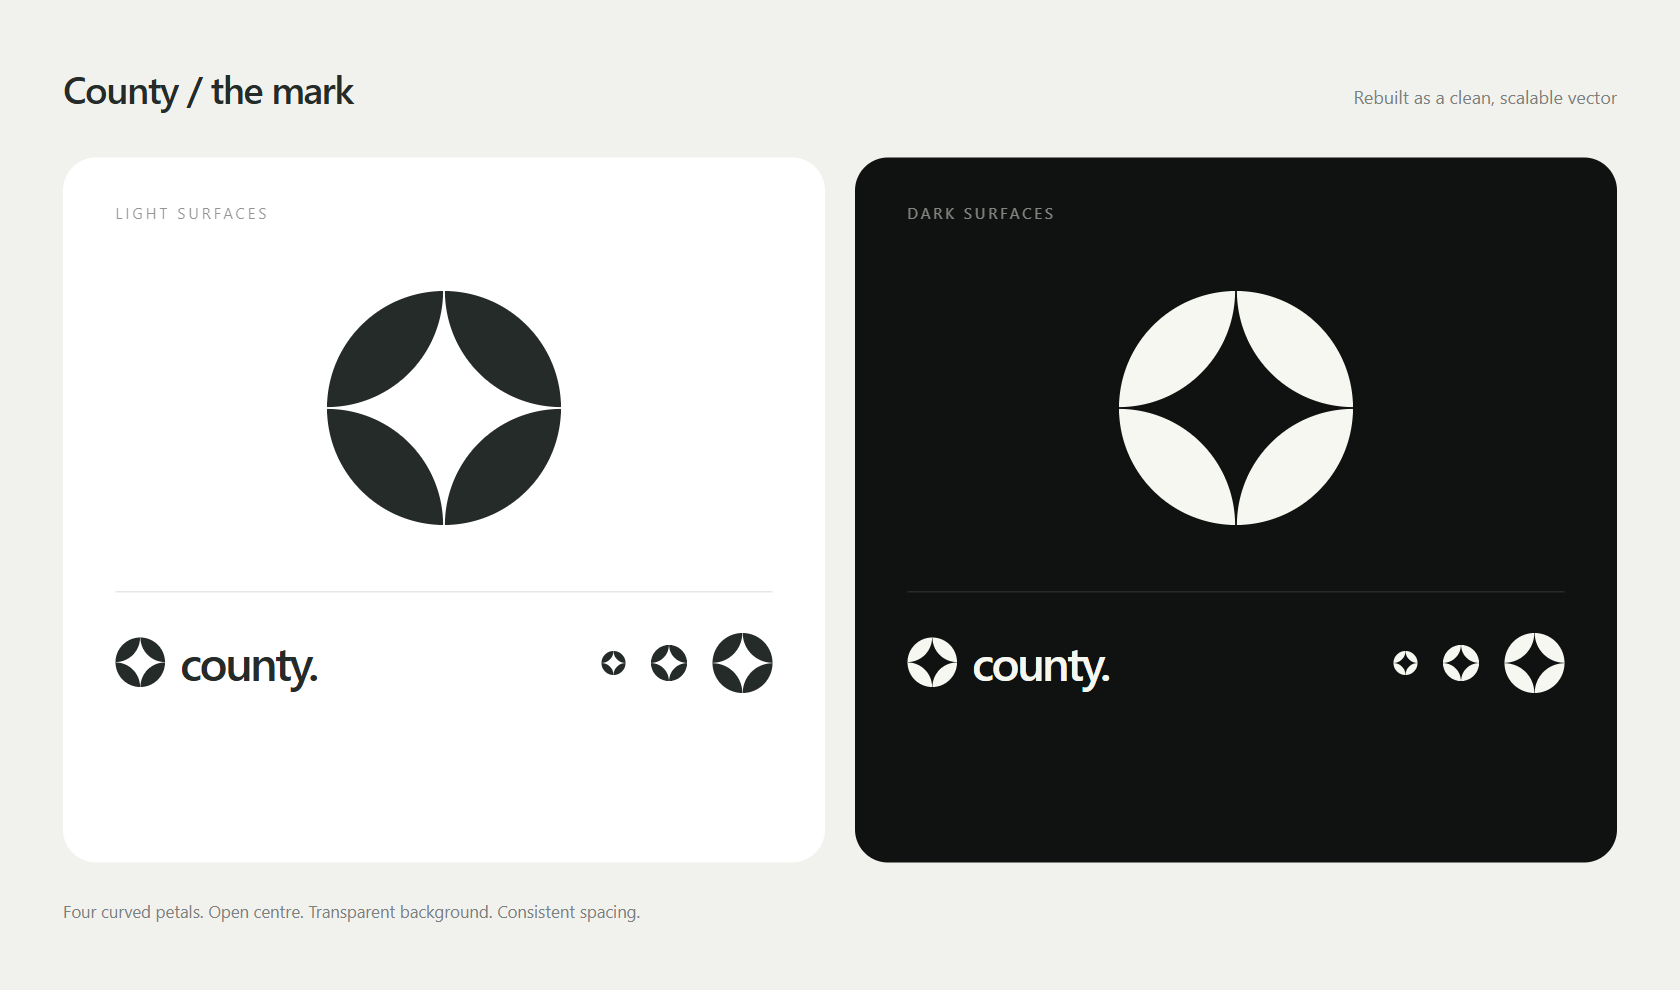 County / the mark
Rebuilt as a clean, scalable vector
LIGHT SURFACES
DARK SURFACES
county.
county.
Four curved petals. Open centre. Transparent background. Consistent spacing.